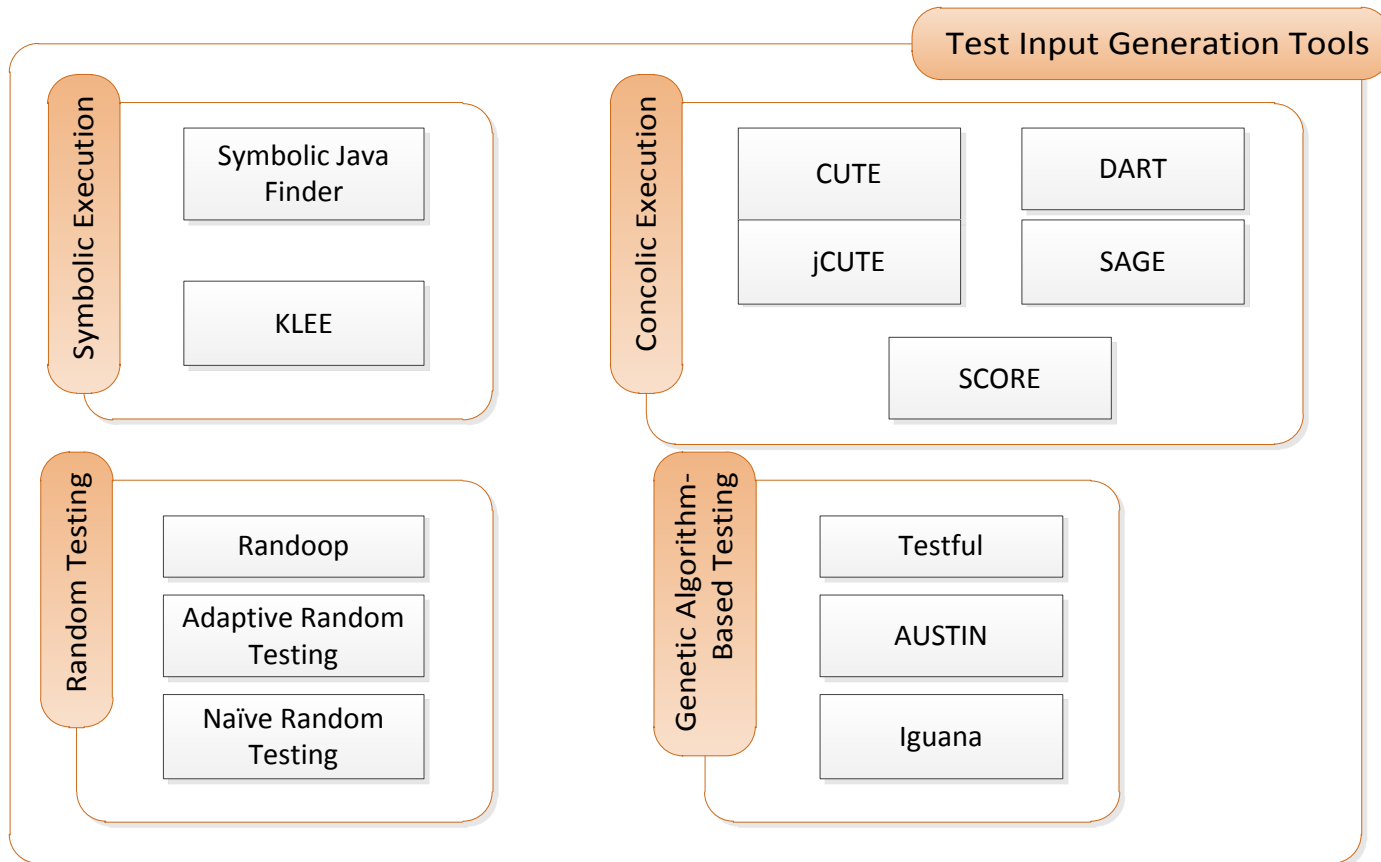 Test Input Generation Tools
Symbolic Execution
Symbolic Java
Finder
KLEE
Concolic Execution
CUTE
DART
jCUTE
SAGE
SCORE
Random Testing
Randoop
Adaptive Random
Testing
Naïve Random
Testing
Genetic Algorithm-
Based Testing
Testful
AUSTIN
Iguana